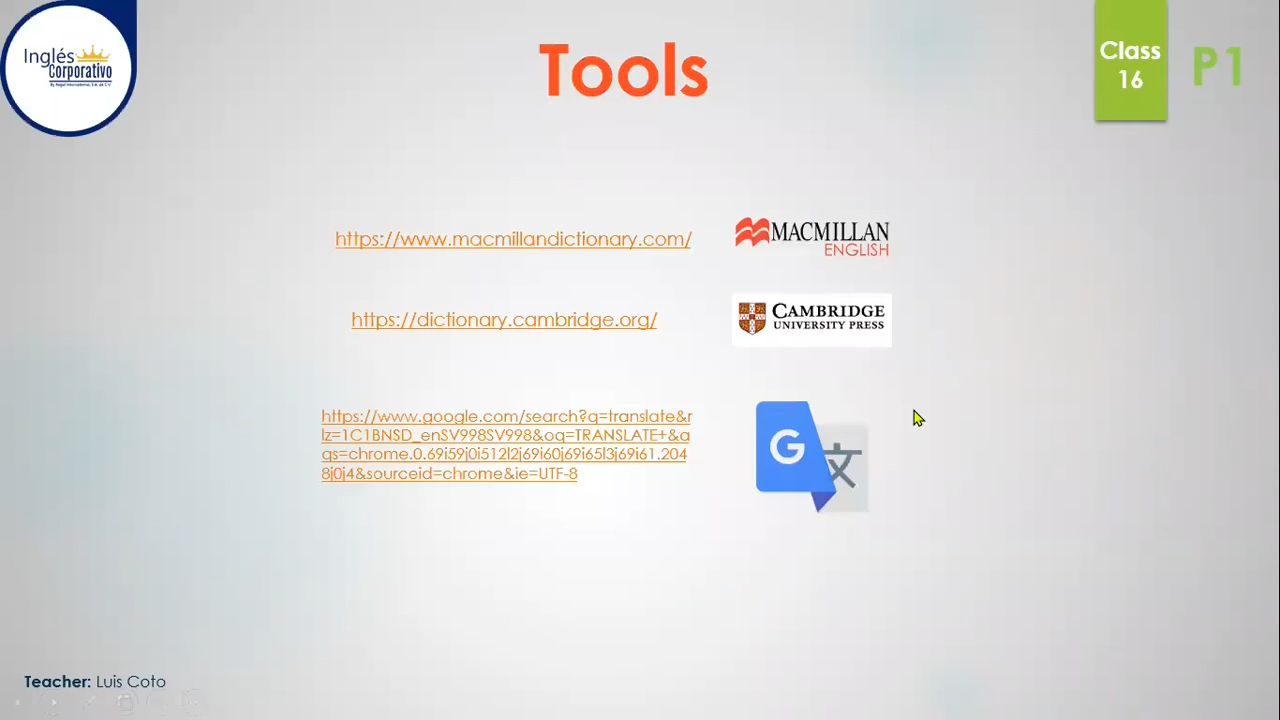 Inglés
Corporativo
Tools
Class
16
P1
https://www.macmillandictionary.com/
MACMILLAN
ENGLISH
https://dictionary.cambridge.org/
CAMBRIDGE
UNIVERSITY PRESS
https://www.google.com/search?q=translate&r
lz=1C1BNSD_enSV998SV998&oq=TRANSLATE+&a
qs=chrome.0.69i59j0i512l2j69i60j69i65l3j69i61.204
8j0j4&sourceid=chrome&ie=UTF-8
G
文
Teacher: Luis Coto